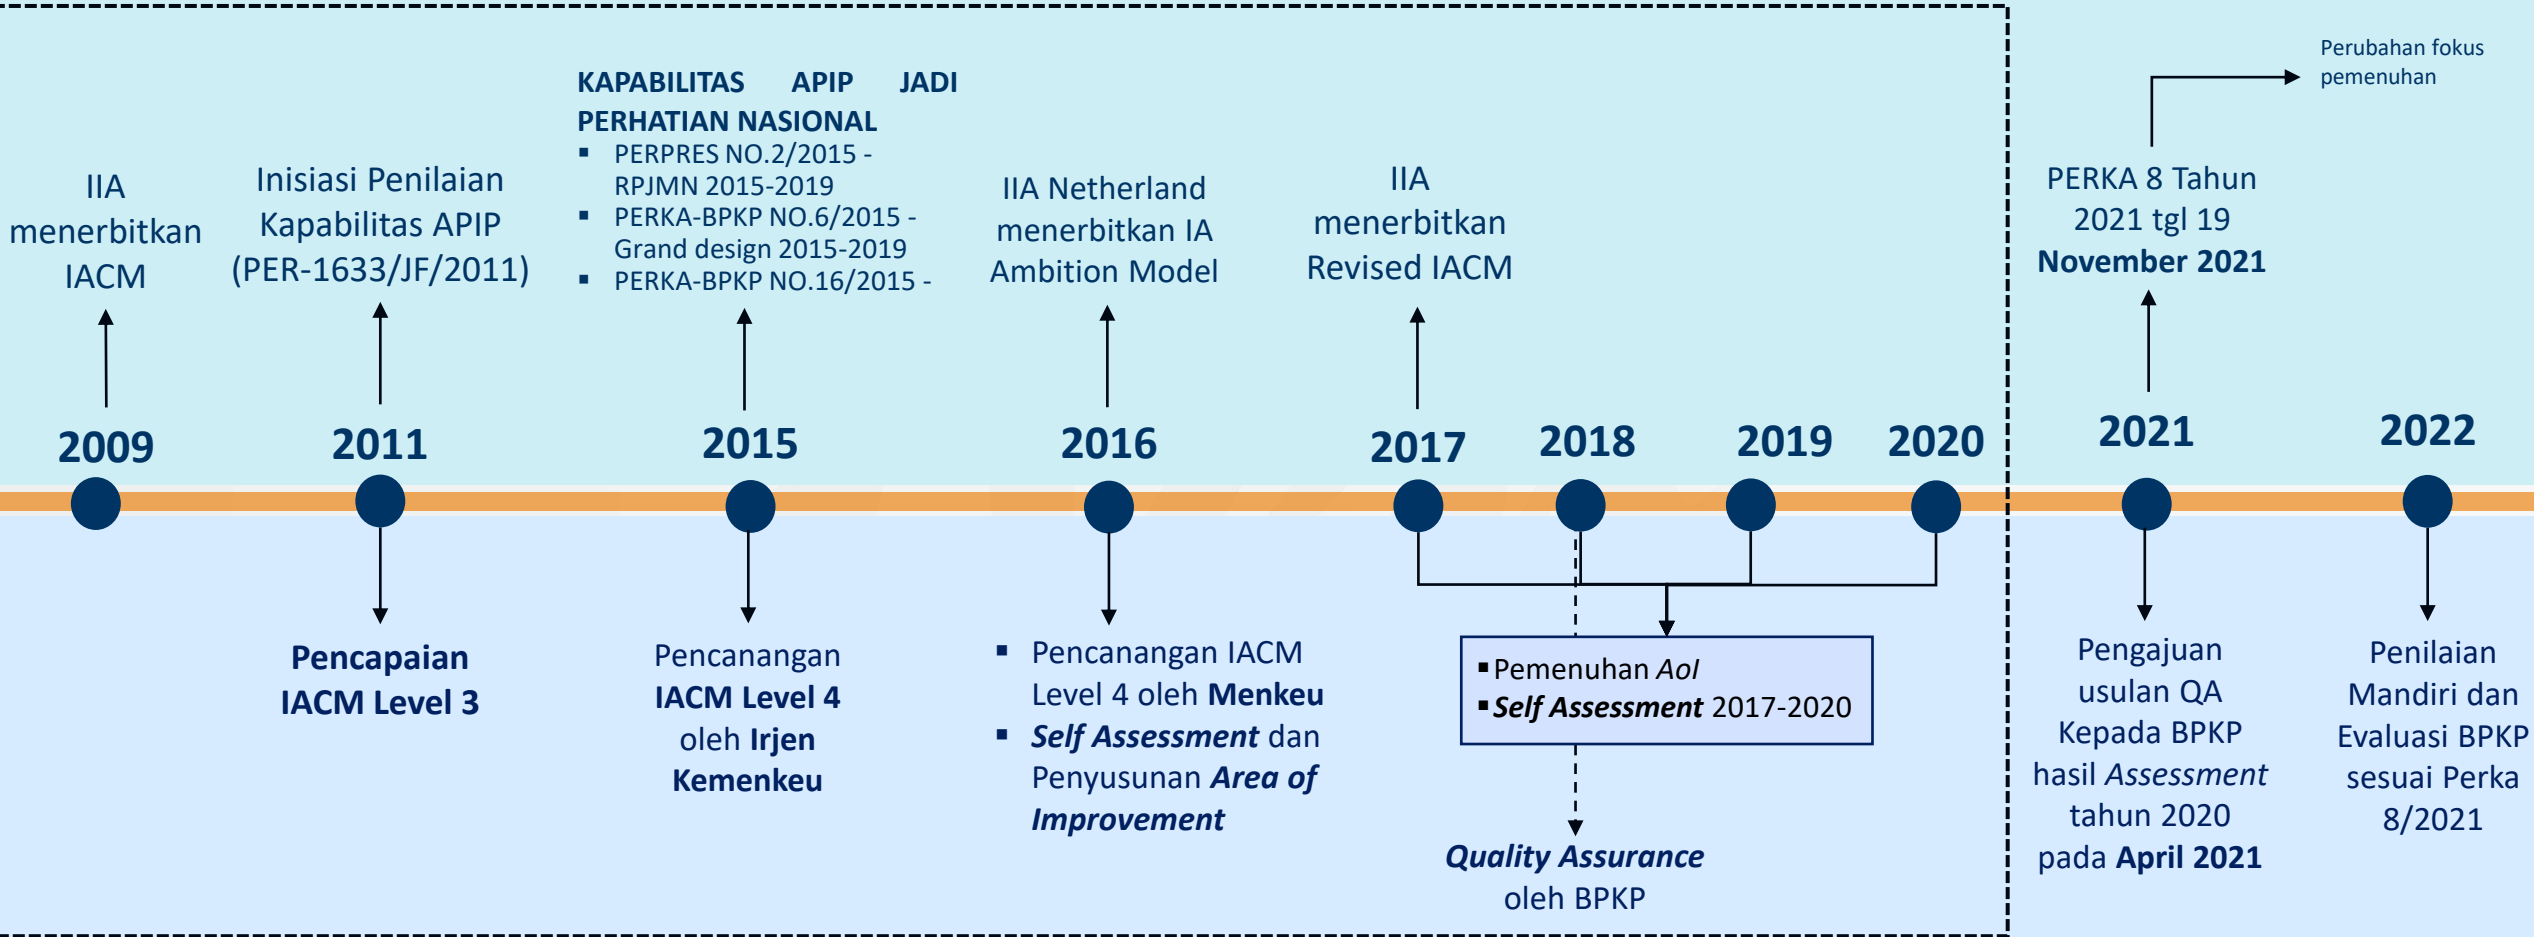 IIA
menerbitkan
IACM
Inisiasi Penilaian
Kapabilitas APIP
(PER-1633/JF/2011)
KAPABILITAS APIP JADI
PERHATIAN NASIONAL
▪ PERPRES NO.2/2015 -
RPJMN 2015-2019
▪ PERKA-BPKP NO.6/2015 -
Grand design 2015-2019
▪ PERKA-BPKP NO.16/2015 -
IIA Netherland
menerbitkan IA
Ambition Model
IIA
menerbitkan
Revised IACM
PERKA 8 Tahun
2021 tgl 19
November 2021
Perubahan fokus
pemenuhan
2009
2011
2015
2016
2017
2018
2019
2020
2021
2022
Pencapaian
IACM Level 3
Pencanangan
IACM Level 4
oleh Irjen
Kemenkeu
▪ Pencanangan IACM
Level 4 oleh Menkeu
▪ Self Assessment dan
Penyusunan Area of
Improvement
▪ Pemenuhan AoI
▪ Self Assessment 2017-2020
Quality Assurance
oleh BPKP
Pengajuan
usulan QA
Kepada BPKP
hasil Assessment
tahun 2020
pada April 2021
Penilaian
Mandiri dan
Evaluasi BPKP
sesuai Perka
8/2021